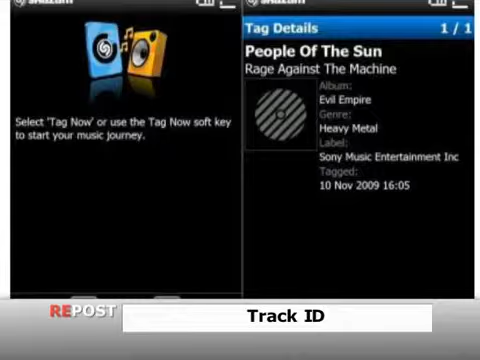 Select 'Tag Now' or use the Tag Now soft key
to start your music journey.
Tag Details 1 / 1
People Of The Sun
Rage Against The Machine
Album:
Evil Empire
Genre:
Heavy Metal
Label:
Sony Music Entertainment Inc
Tagged:
10 Nov 2009 16:05
REPOST
Track ID